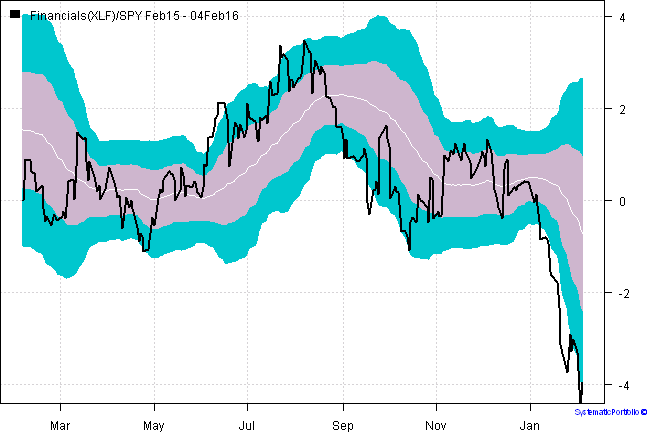 Financials(XLF)/SPY Feb15 - 04Feb16
4
2
0
-2
-4
Mar May Jul Sep Nov Jan
SystematicPortfolio ©